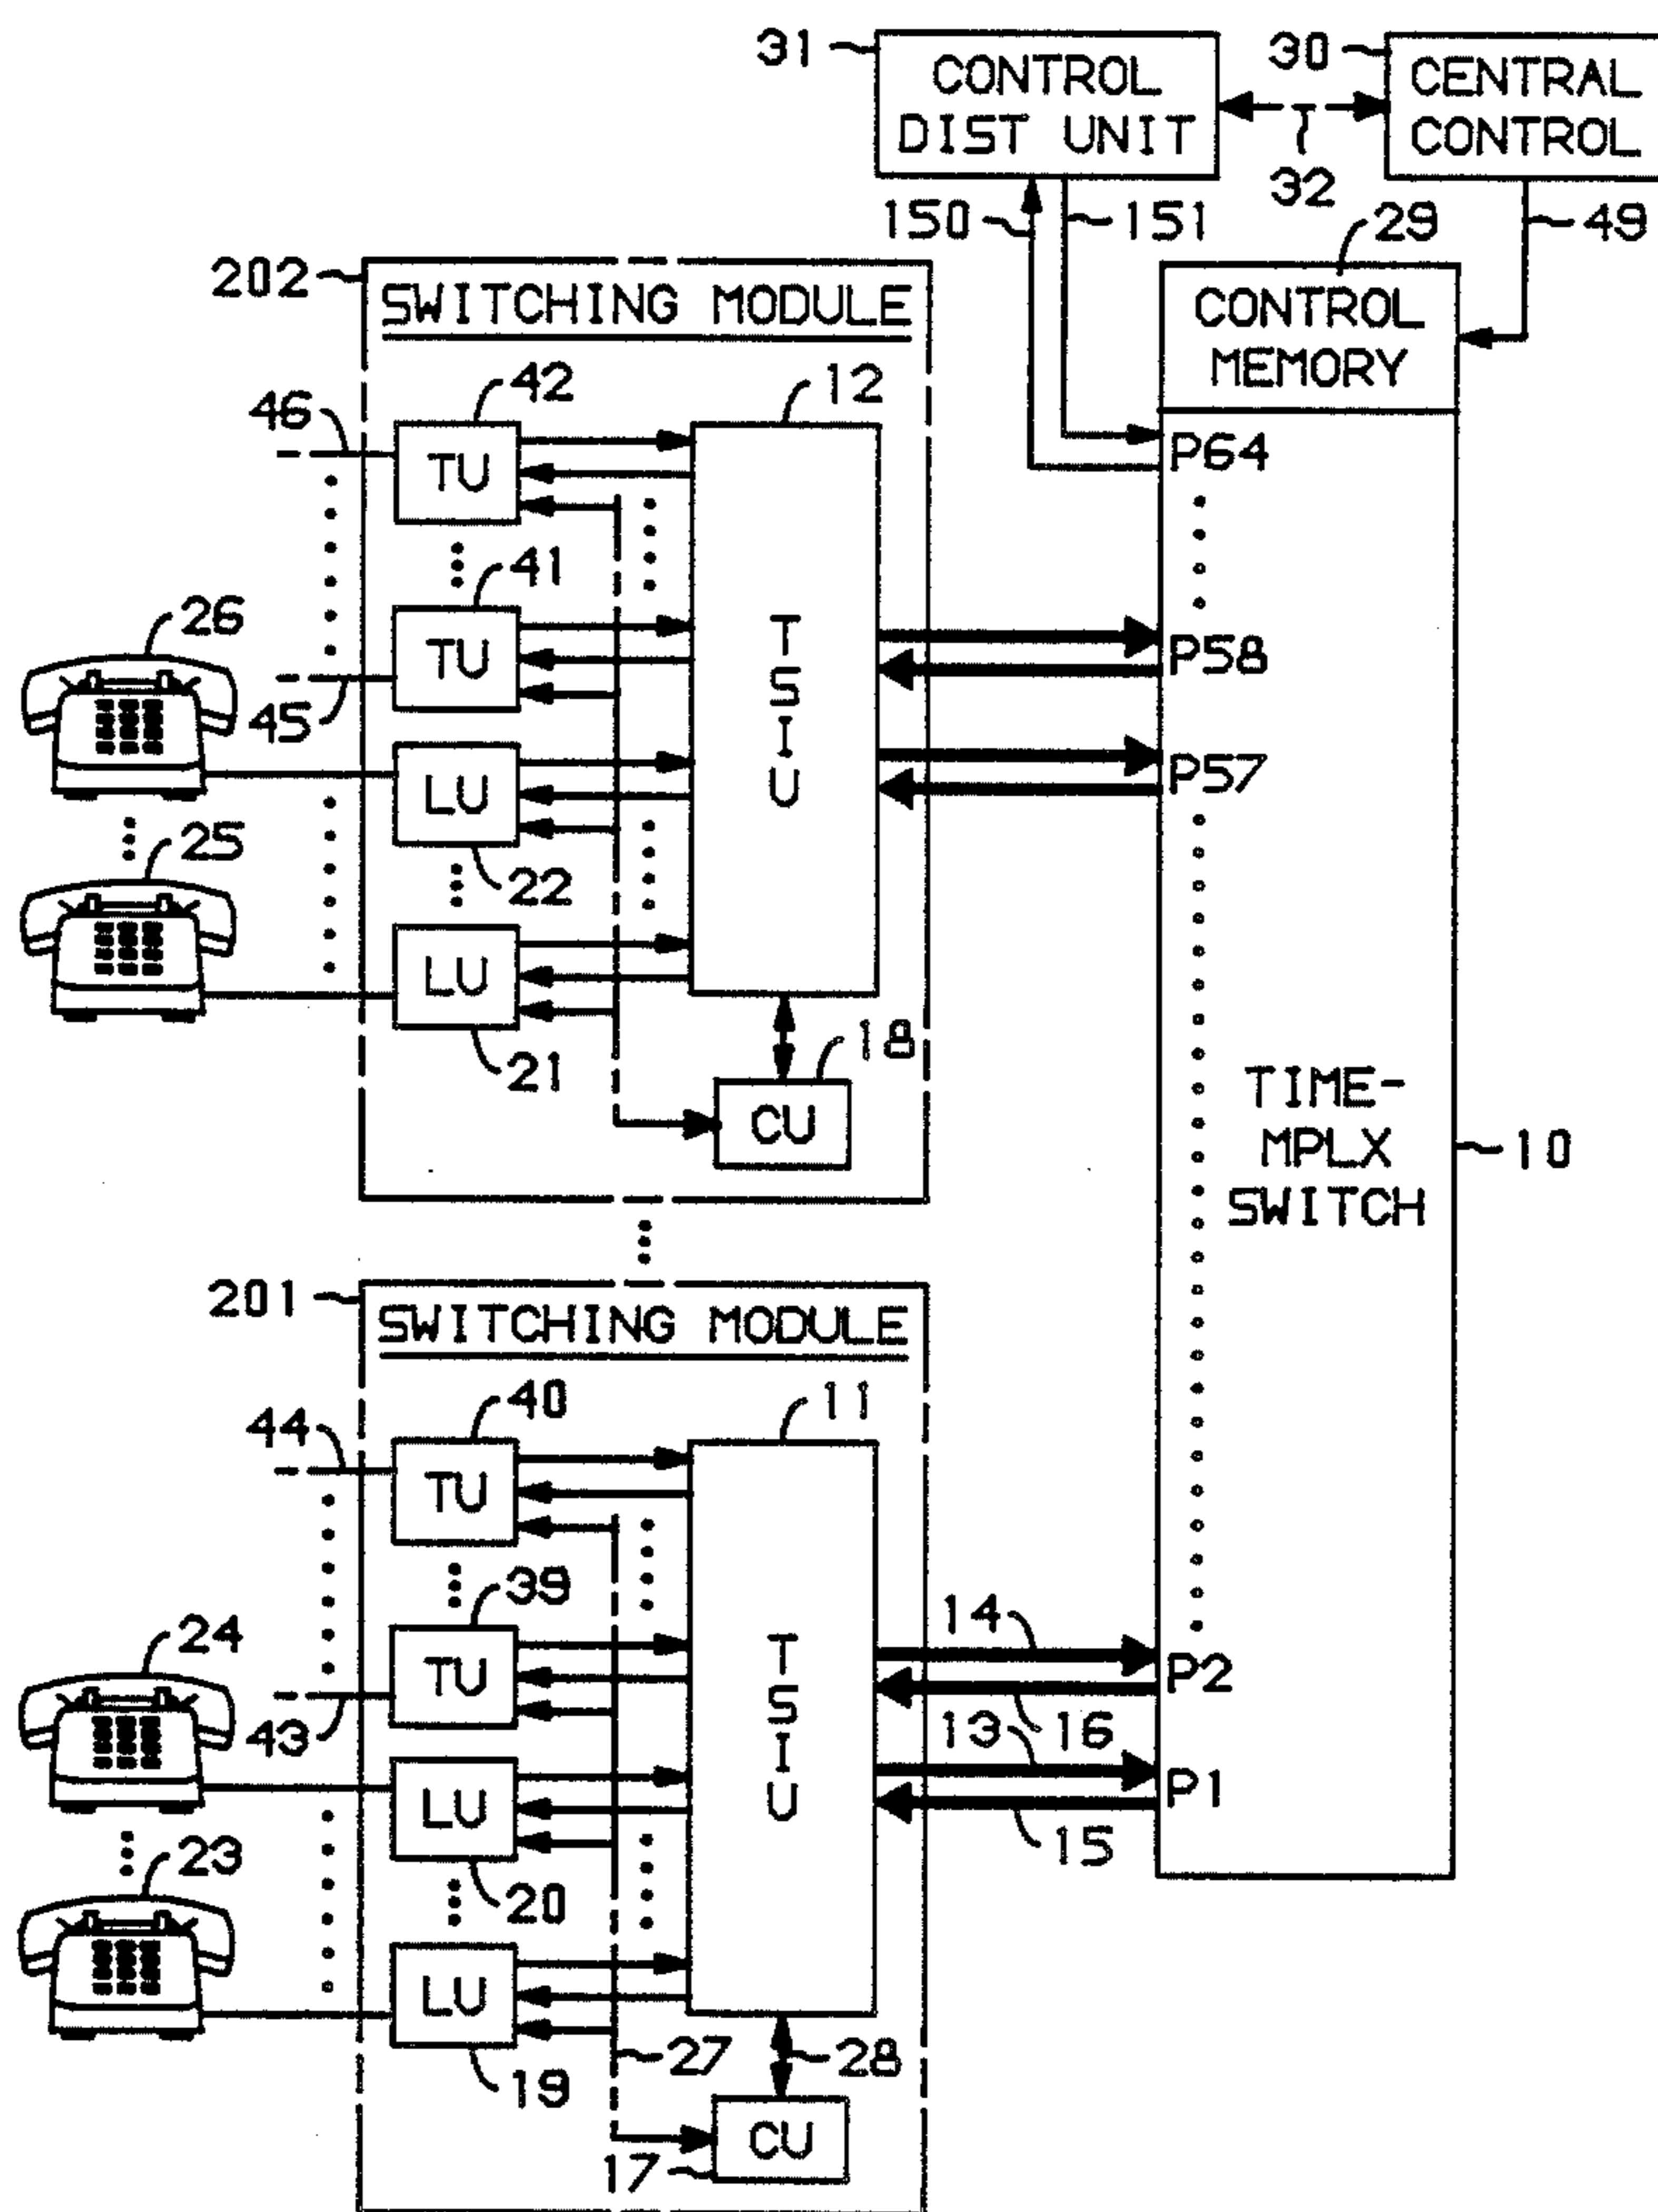 31
CONTROL
DIST UNIT
30
CENTRAL
CONTROL
32
150
151
29
49
CONTROL
MEMORY
202
SWITCHING MODULE
46
42
12
TU
P64
41
26
TU
45
TSIU
P58
P57
LU
25
22
LU
21
18
CU
TIME-
MPLX
SWITCH
10
201
SWITCHING MODULE
44
40
11
TU
39
24
TU
43
TSIU
14
P2
13
16
P1
15
LU
23
20
LU
19
27
28
CU
17